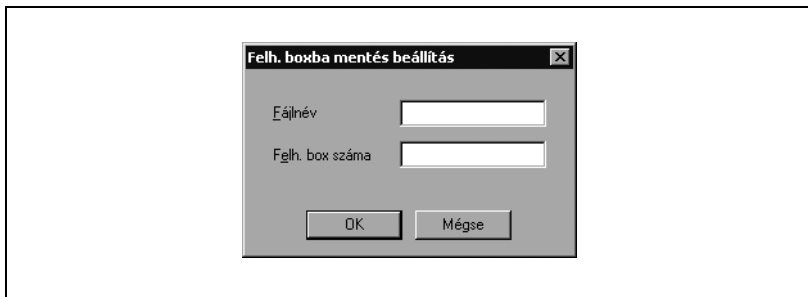 Felh. boxba mentés beállítás
Fájlnév
Felh. box száma
OK Mégse